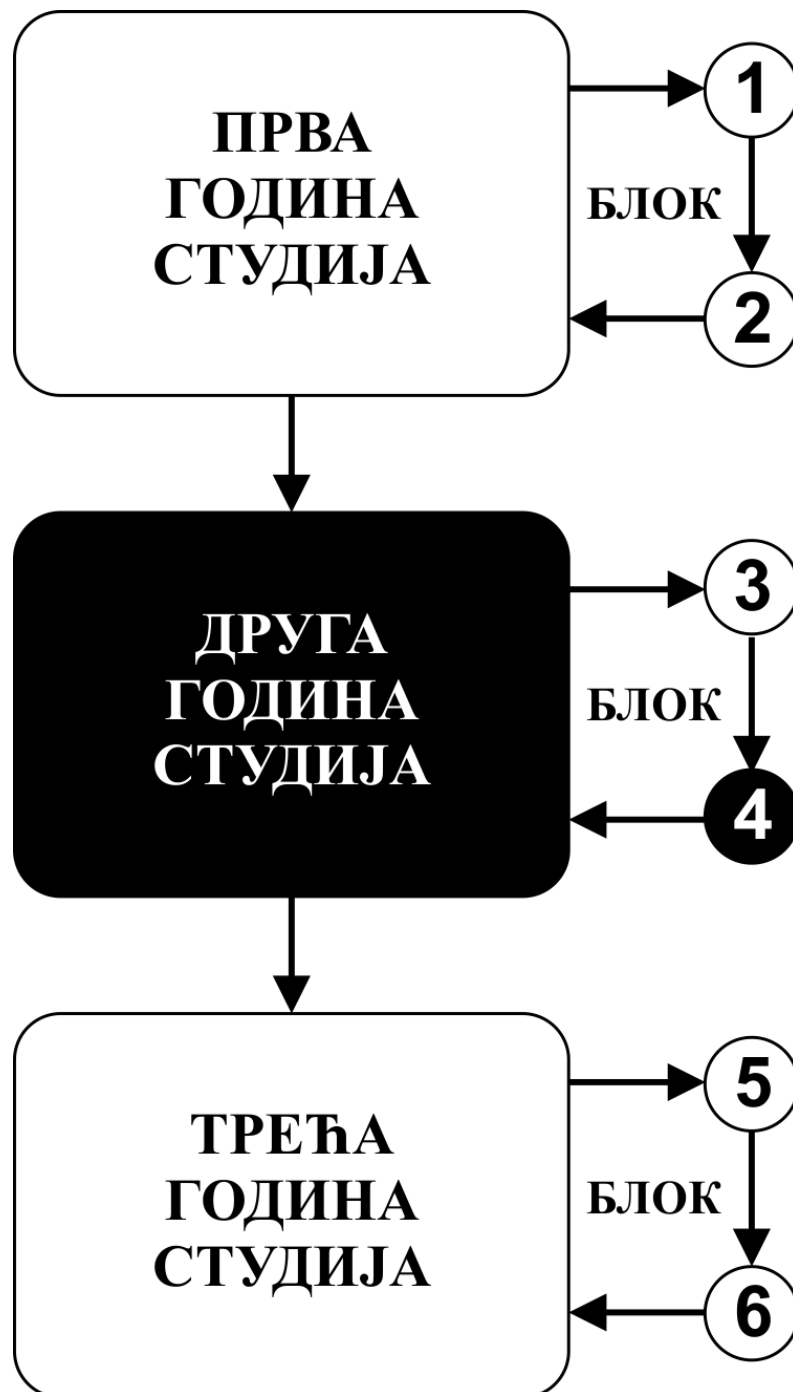 ПРВА
ГОДИНА
СТУДИЈА
1
БЛОК
2
ДРУГА
ГОДИНА
СТУДИЈА
3
БЛОК
4
ТРЕЋА
ГОДИНА
СТУДИЈА
5
БЛОК
6